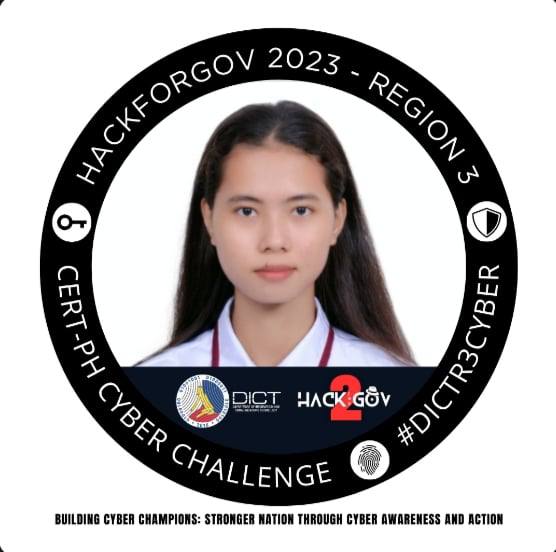 HACKFORGOV 2023 - REGION 3
CERT-PH CYBER CHALLENGE
#DICTR3CYBER
DICT
HACK4GOV
2
BUILDING CYBER CHAMPIONS: STRONGER NATION THROUGH CYBER AWARENESS AND ACTION